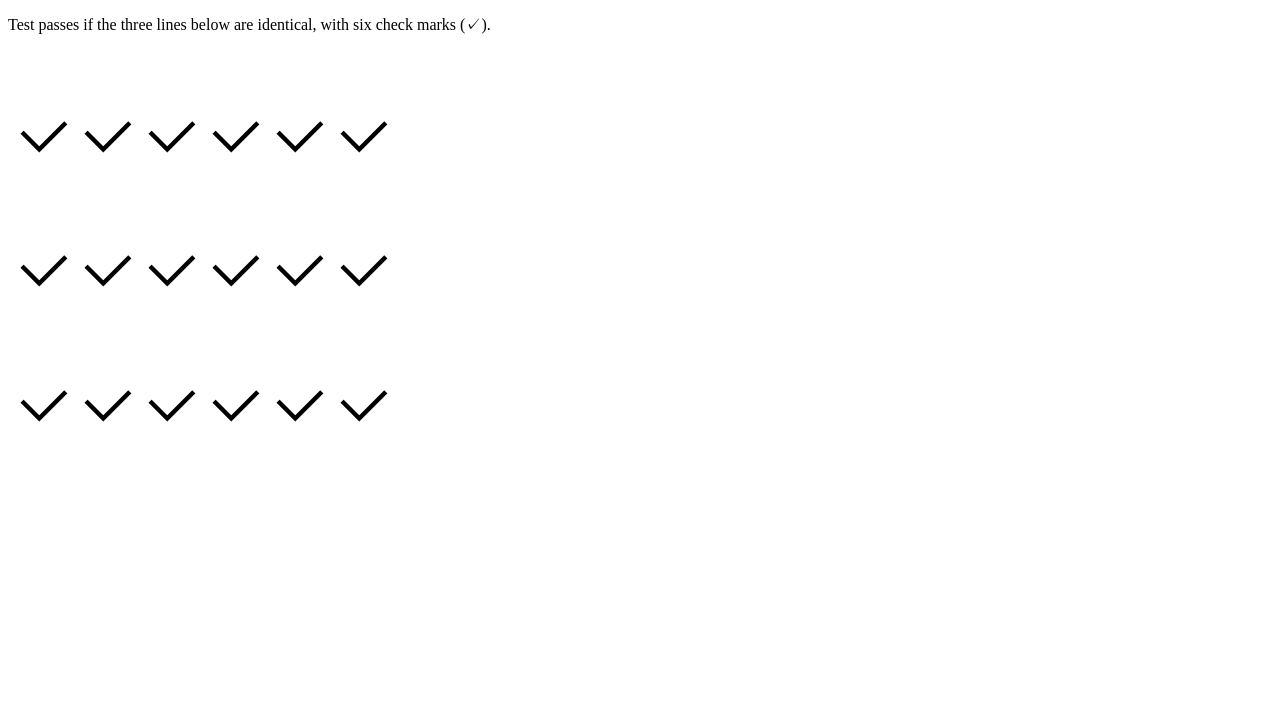 Test passes if the three lines below are identical, with six check marks (✓).
✓✓✓✓✓✓
✓✓✓✓✓✓
✓✓✓✓✓✓